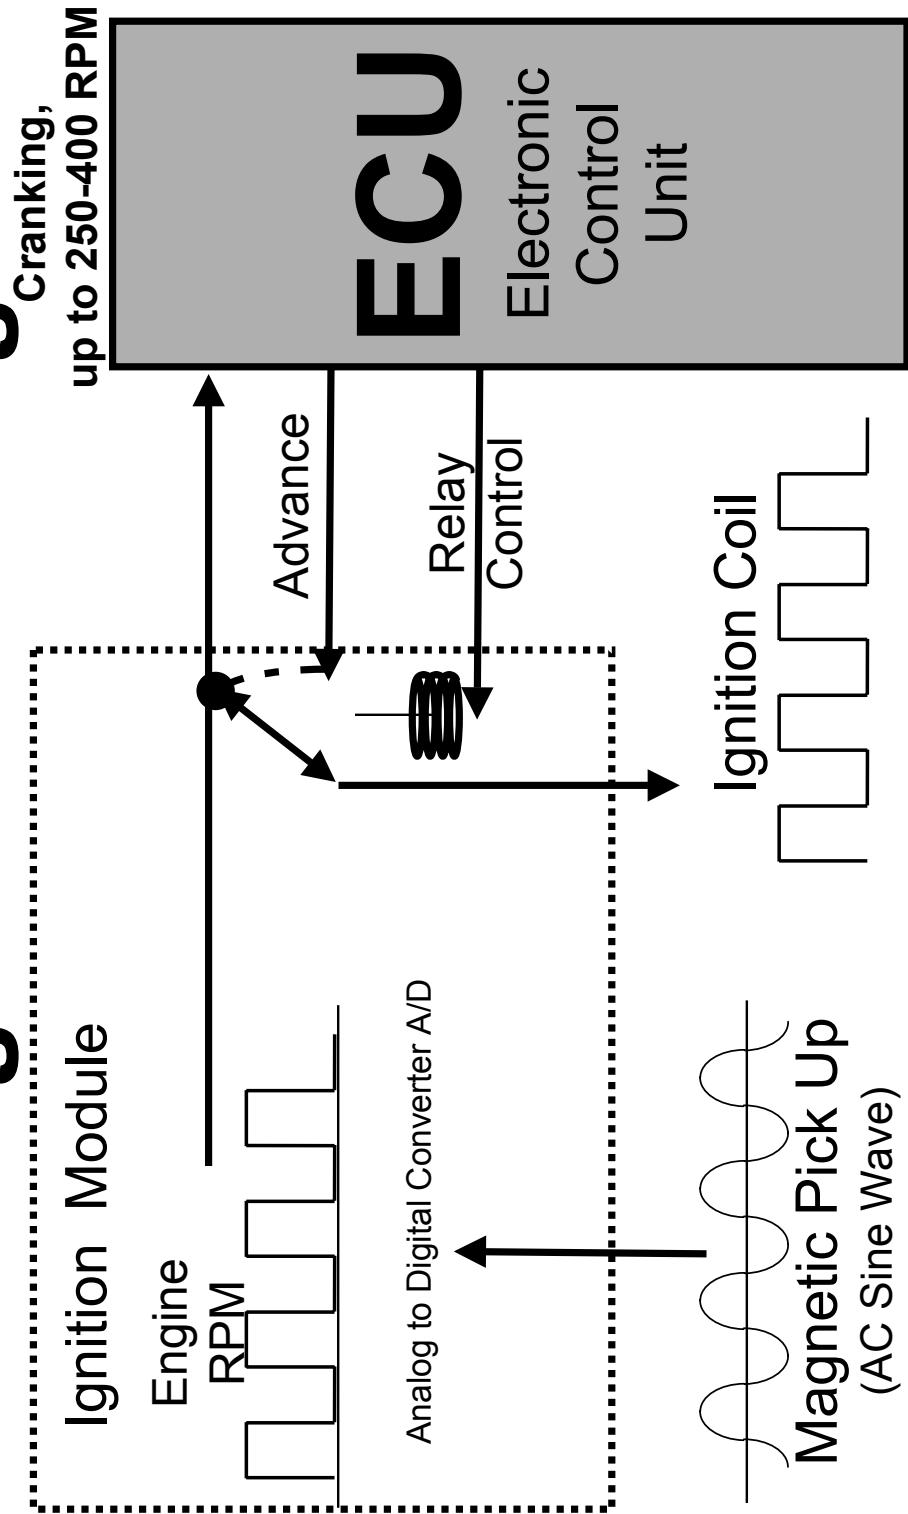 Cranking,
up to 250-400 RPM
Ignition Module
Engine
RPM
Analog to Digital Converter A/D
Advance
Relay
Control
ECU
Electronic
Control
Unit
Magnetic Pick Up
(AC Sine Wave)
Ignition Coil